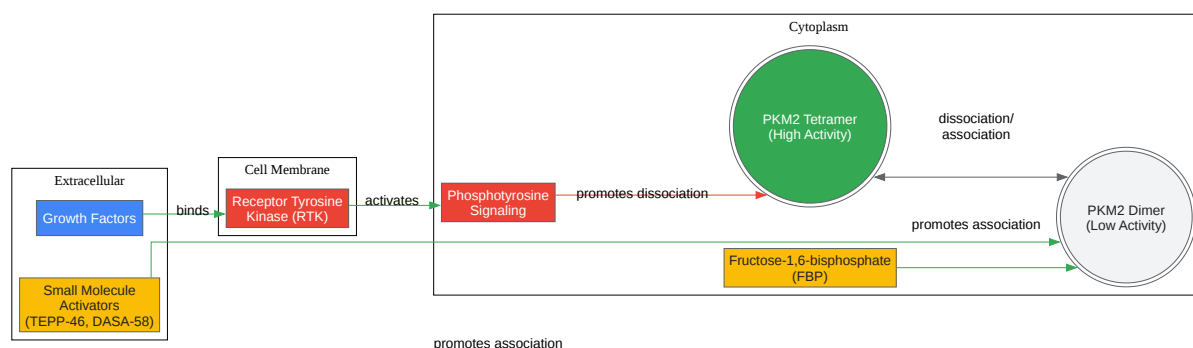 Cytoplasm
PKM2 Tetramer
(High Activity)
dissociation/
association
Cell Membrane
Extracellular
Receptor Tyrosine
Kinase (RTK)
activates
Phosphotyrosine
Signaling
promotes dissociation
Growth Factors
binds
PKM2 Dimer
(Low Activity)
promotes association
Fructose-1,6-bisphosphate
(FBP)
Small Molecule
Activators
(TEPP-46, DASA-58)
promotes association